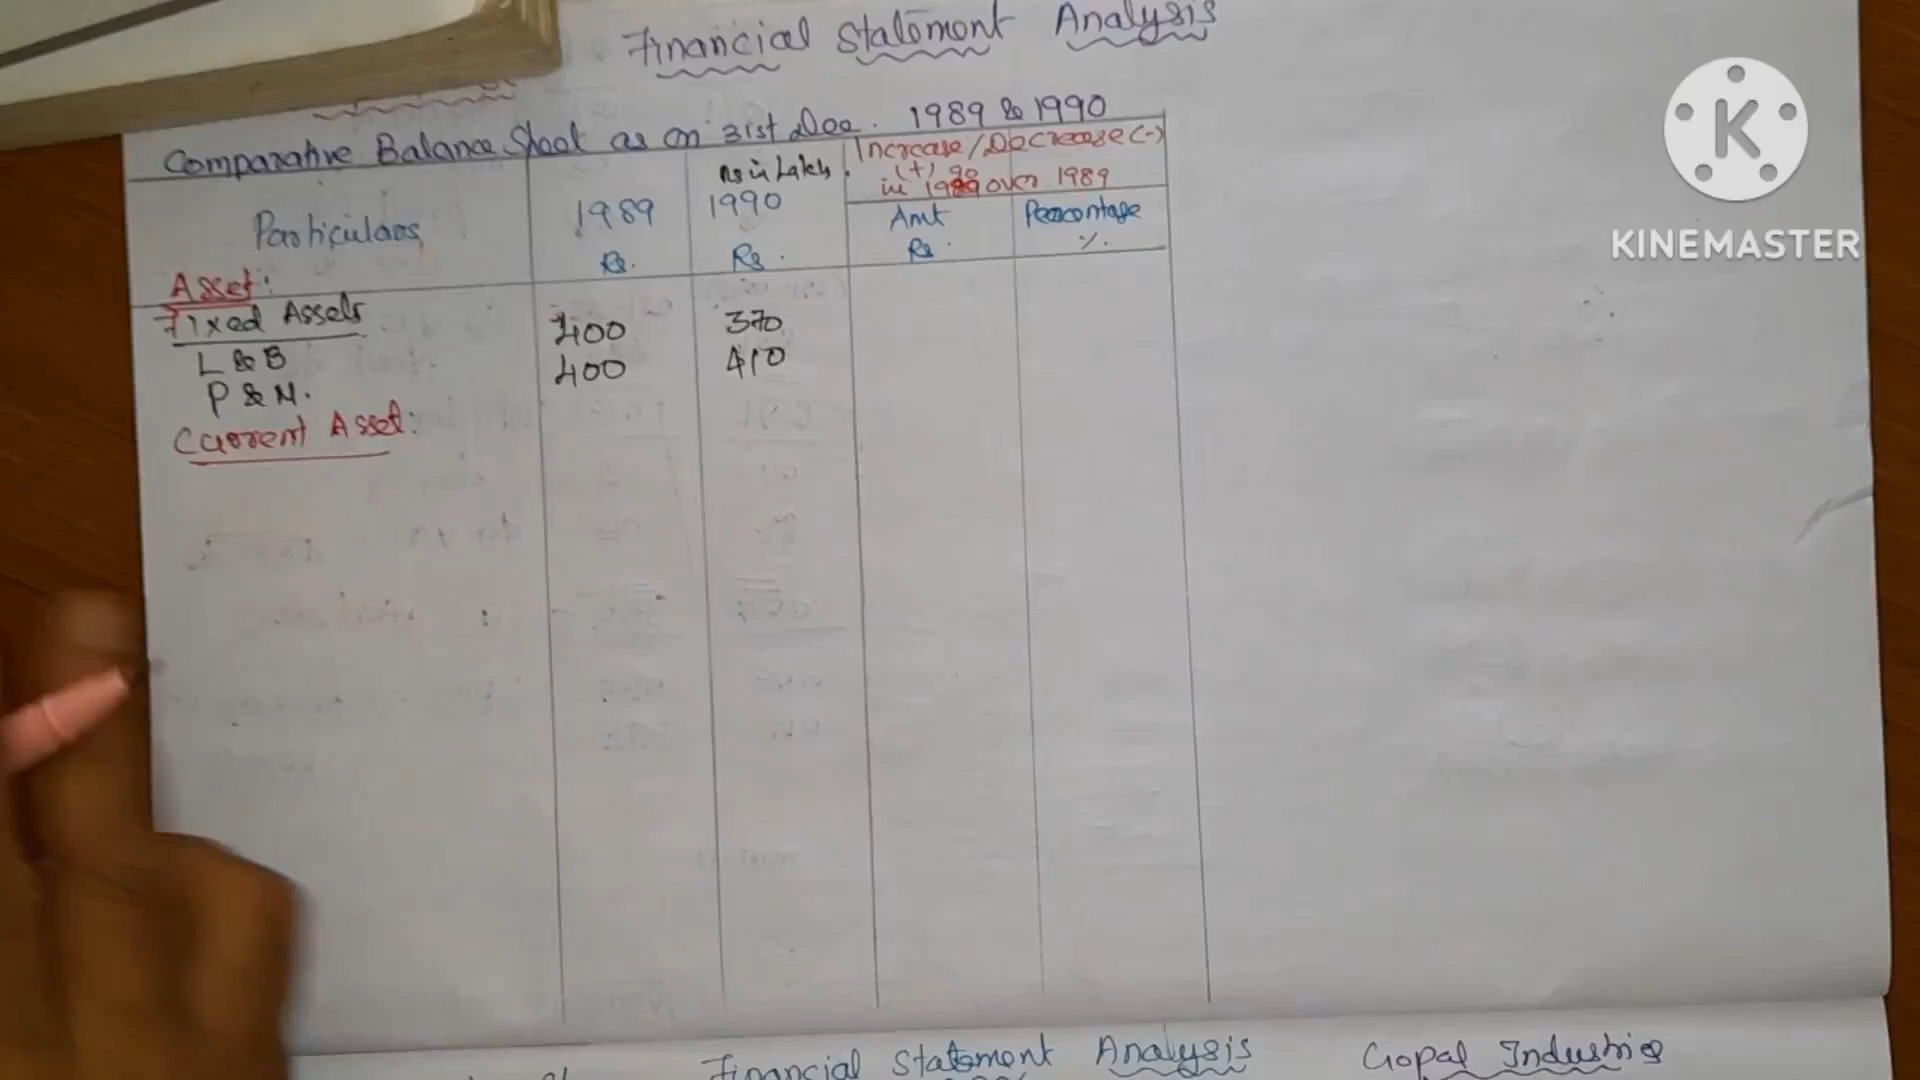 Financial Statement Analysis
Comparative Balance Sheet as on 31st Dec. 1989 & 1990
Rs in Lakhs.
Increase/Decrease(-)
(+)
in 1990 over 1989
Particulars 1989 1990 Amt Percentage
Rs. Rs. Rs. %.
Asset:
Fixed Assets
L & B 400 370
P & M. 400 410
Current Asset:
Financial Statement Analysis Gopal Industries
K
KINEMASTER